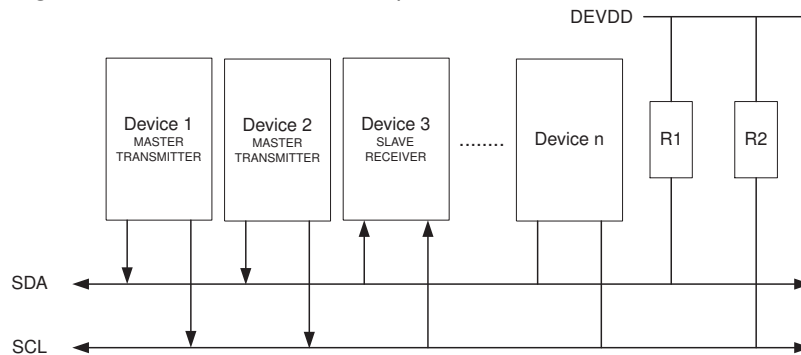 DEVDD
Device 1
MASTER
TRANSMITTER
Device 2
MASTER
TRANSMITTER
Device 3
SLAVE
RECEIVER
........
Device n
R1
R2
SDA
SCL